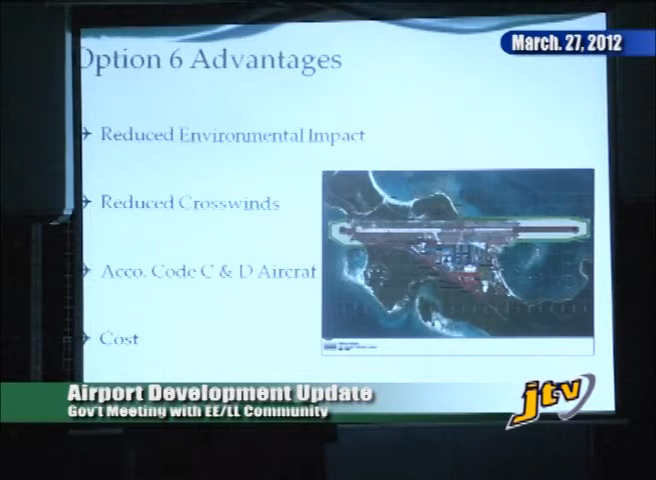 Option 6 Advantages
March. 27, 2012
Reduced Environmental Impact
Reduced Crosswinds
Acco. Code C & D Aircrat
Cost
Airport Development Update
Gov't Meeting with EE/LL Community
jtv